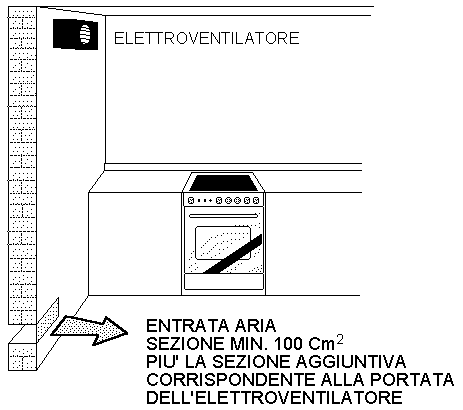 ELETTROVENTILATORE
ENTRATA ARIA
SEZIONE MIN. 100 Cm²
PIU' LA SEZIONE AGGIUNTIVA
CORRISPONDENTE ALLA PORTATA
DELL'ELETTROVENTILATORE